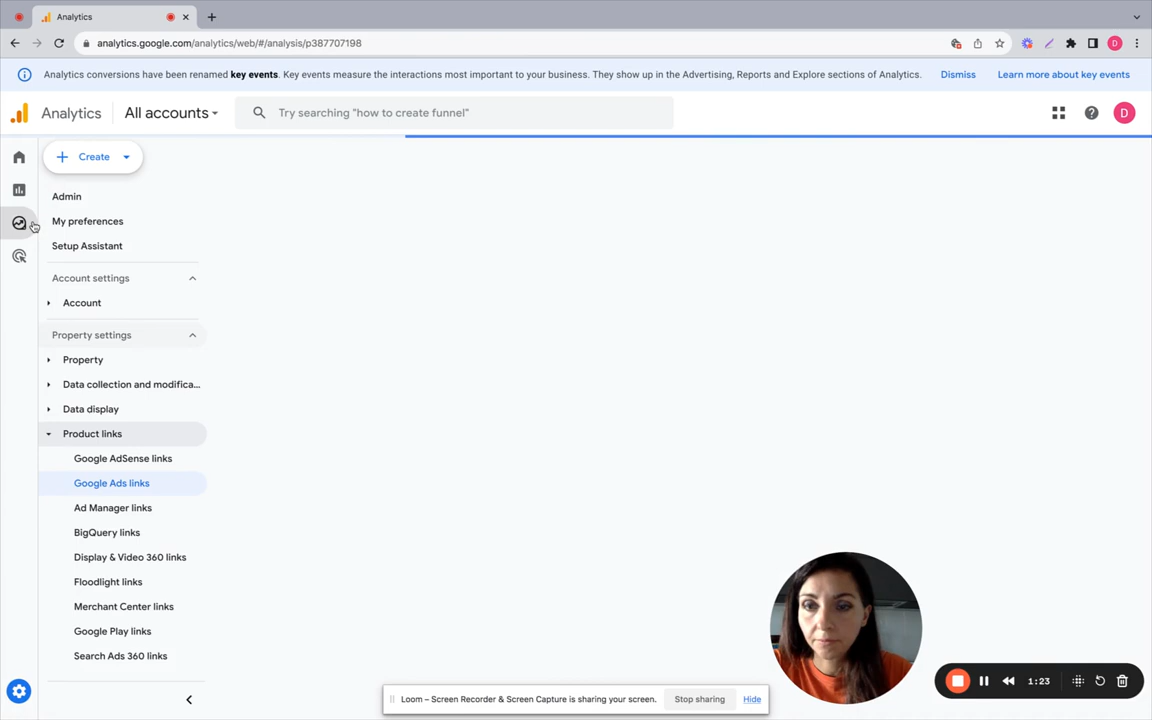 Analytics
analytics.google.com/analytics/web/#/analysis/p387707198
D
Analytics conversions have been renamed key events. Key events measure the interactions most important to your business. They show up in the Advertising, Reports and Explore sections of Analytics.
Dismiss
Learn more about key events
Analytics
All accounts
Try searching "how to create funnel"
D
Create
Admin
My preferences
Setup Assistant
Account settings
Account
Property settings
Property
Data collection and modifica...
Data display
Product links
Google AdSense links
Google Ads links
Ad Manager links
BigQuery links
Display & Video 360 links
Floodlight links
Merchant Center links
Google Play links
Search Ads 360 links
Loom – Screen Recorder & Screen Capture is sharing your screen.
Stop sharing
Hide
1:23